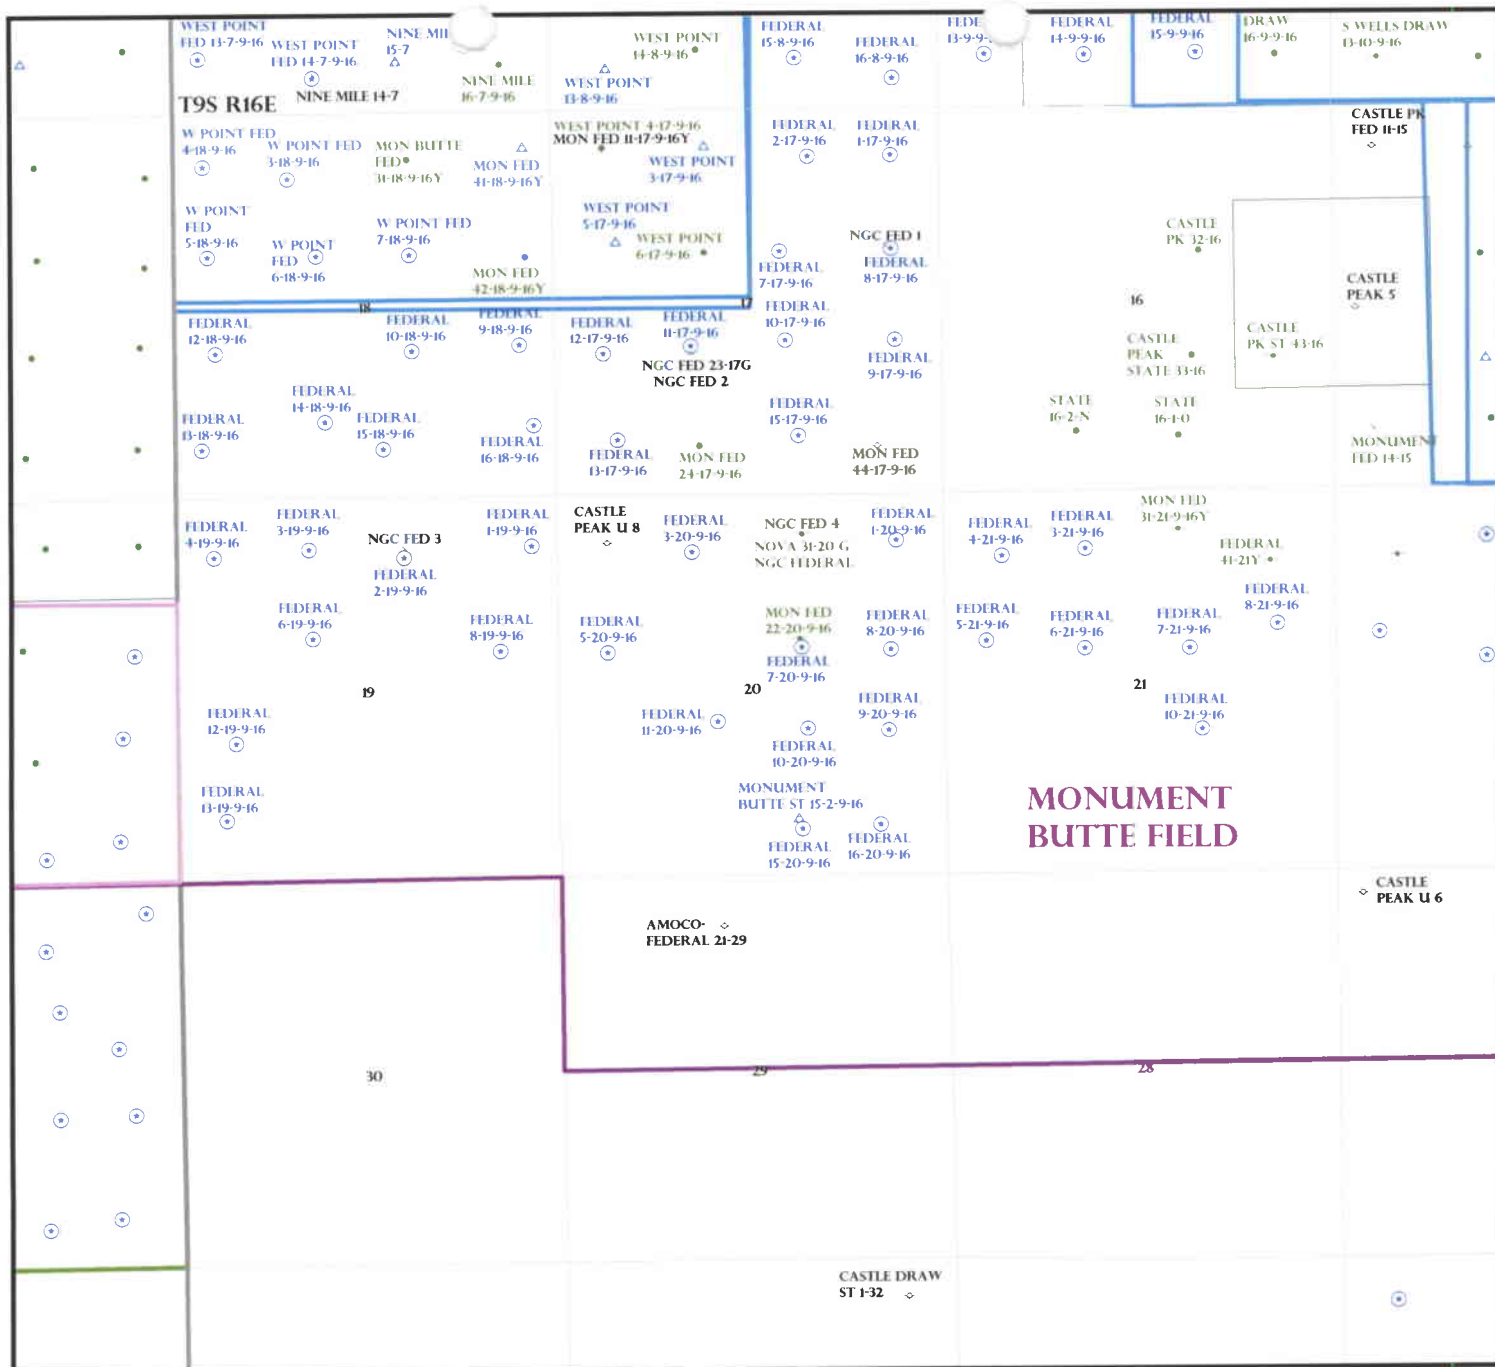 WEST POINT
FED 13-7-9-16
WEST POINT
FED 14-7-9-16
NINE MIL
15-7
NINE MILE 14-7
NINE MILE
16-7-9-16
WEST POINT
14-8-9-16
WEST POINT
13-8-9-16
FEDERAL
15-8-9-16
FEDERAL
16-8-9-16
FEDE
13-9-9-
FEDERAL
14-9-9-16
FEDERAL
15-9-9-16
DRAW
16-9-9-16
S WELLS DRAW
13-10-9-16
T9S R16E
CASTLE PK
FED 11-15
W POINT FED
4-18-9-16
W POINT FED
3-18-9-16
MON BUTTE
FED
31-18-9-16Y
MON FED
41-18-9-16Y
WEST POINT 4-17-9-16
MON FED 11-17-9-16Y
WEST POINT
3-17-9-16
FEDERAL
2-17-9-16
FEDERAL
1-17-9-16
W POINT
FED
5-18-9-16
W POINT
FED
6-18-9-16
W POINT FED
7-18-9-16
MON FED
42-18-9-16Y
WEST POINT
5-17-9-16
WEST POINT
6-17-9-16
FEDERAL
7-17-9-16
NGC FED 1
FEDERAL
8-17-9-16
CASTLE
PK 32-16
CASTLE
PEAK 5
18
17
16
FEDERAL
12-18-9-16
FEDERAL
10-18-9-16
FEDERAL
9-18-9-16
FEDERAL
12-17-9-16
FEDERAL
11-17-9-16
NGC FED 23-17G
NGC FED 2
FEDERAL
10-17-9-16
FEDERAL
9-17-9-16
CASTLE
PEAK
STATE 33-16
CASTLE
PK ST 43-16
FEDERAL
13-18-9-16
FEDERAL
14-18-9-16
FEDERAL
15-18-9-16
FEDERAL
16-18-9-16
FEDERAL
13-17-9-16
MON FED
24-17-9-16
FEDERAL
15-17-9-16
MON FED
44-17-9-16
STATE
16-2-N
STATE
16-1-O
MONUMENT
FED 14-15
FEDERAL
4-19-9-16
FEDERAL
3-19-9-16
NGC FED 3
FEDERAL
2-19-9-16
FEDERAL
1-19-9-16
CASTLE
PEAK U 8
FEDERAL
3-20-9-16
NGC FED 4
NOVA 31-20 G
NGC FEDERAL
FEDERAL
1-20-9-16
FEDERAL
4-21-9-16
FEDERAL
3-21-9-16
MON FED
31-21-9-16Y
FEDERAL
41-21Y
FEDERAL
6-19-9-16
FEDERAL
8-19-9-16
FEDERAL
5-20-9-16
MON FED
22-20-9-16
FEDERAL
7-20-9-16
FEDERAL
8-20-9-16
FEDERAL
5-21-9-16
FEDERAL
6-21-9-16
FEDERAL
7-21-9-16
FEDERAL
8-21-9-16
19
20
21
FEDERAL
12-19-9-16
FEDERAL
11-20-9-16
FEDERAL
10-20-9-16
FEDERAL
9-20-9-16
FEDERAL
10-21-9-16
FEDERAL
13-19-9-16
MONUMENT
BUTTE ST 15-2-9-16
FEDERAL
15-20-9-16
FEDERAL
16-20-9-16
MONUMENT
BUTTE FIELD
AMOCO-
FEDERAL 21-29
CASTLE
PEAK U 6
30
29
28
CASTLE DRAW
ST 1-32